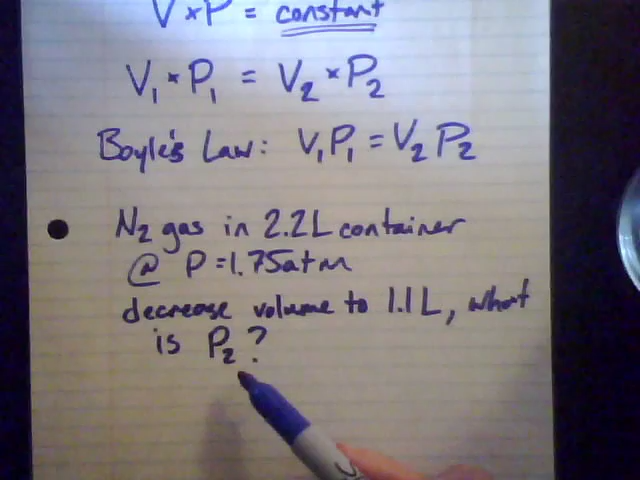 V × P = constant
V₁ × P₁ = V₂ × P₂
Boyle's Law: V₁P₁ = V₂P₂
N₂ gas in 2.2L container
@ P = 1.75atm
decrease volume to 1.1L, what
is P₂?